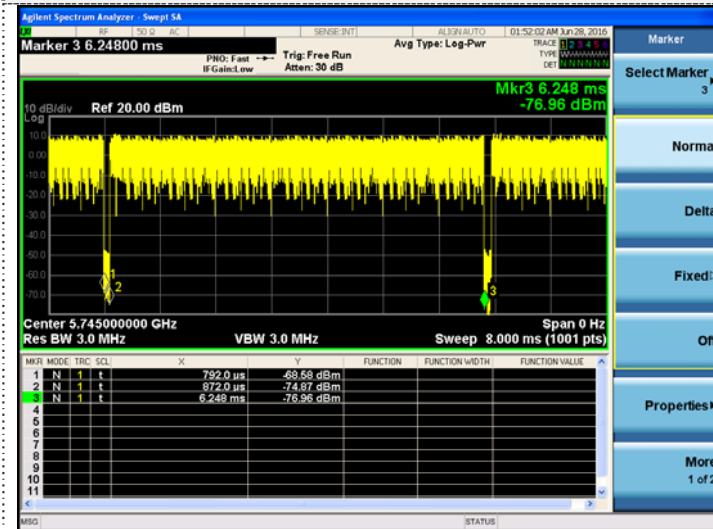 Agilent Spectrum Analyzer - Swept SA
RF 50 Ω AC SENSE:INT ALIGN AUTO 01:52:02 AM Jun 28, 2016
Marker 3 6.24800 ms Avg Type: Log-Pwr TRACE 1 2 3 4 5 6
PNO: Fast Trig: Free Run TYPE
IFGain:Low Atten: 30 dB DET N N N N N N
Mkr3 6.248 ms
10 dB/div Ref 20.00 dBm -76.96 dBm
Log
10.0
0.00
-10.0
-20.0
-30.0
-50.0
-60.0
-70.0
1
2
3
Center 5.745000000 GHz Span 0 Hz
Res BW 3.0 MHz VBW 3.0 MHz Sweep 8.000 ms (1001 pts)
MKR MODE TRC SCL X Y FUNCTION FUNCTION WIDTH FUNCTION VALUE
1 N 1 t 792.0 µs -68.58 dBm
2 N 1 t 872.0 µs -74.87 dBm
3 N 1 t 6.248 ms -76.96 dBm
4
5
6
7
8
9
10
11
MSG STATUS
Marker
Select Marker
3
Norma
Delta
Fixed
Of
Properties
More
1 of 2